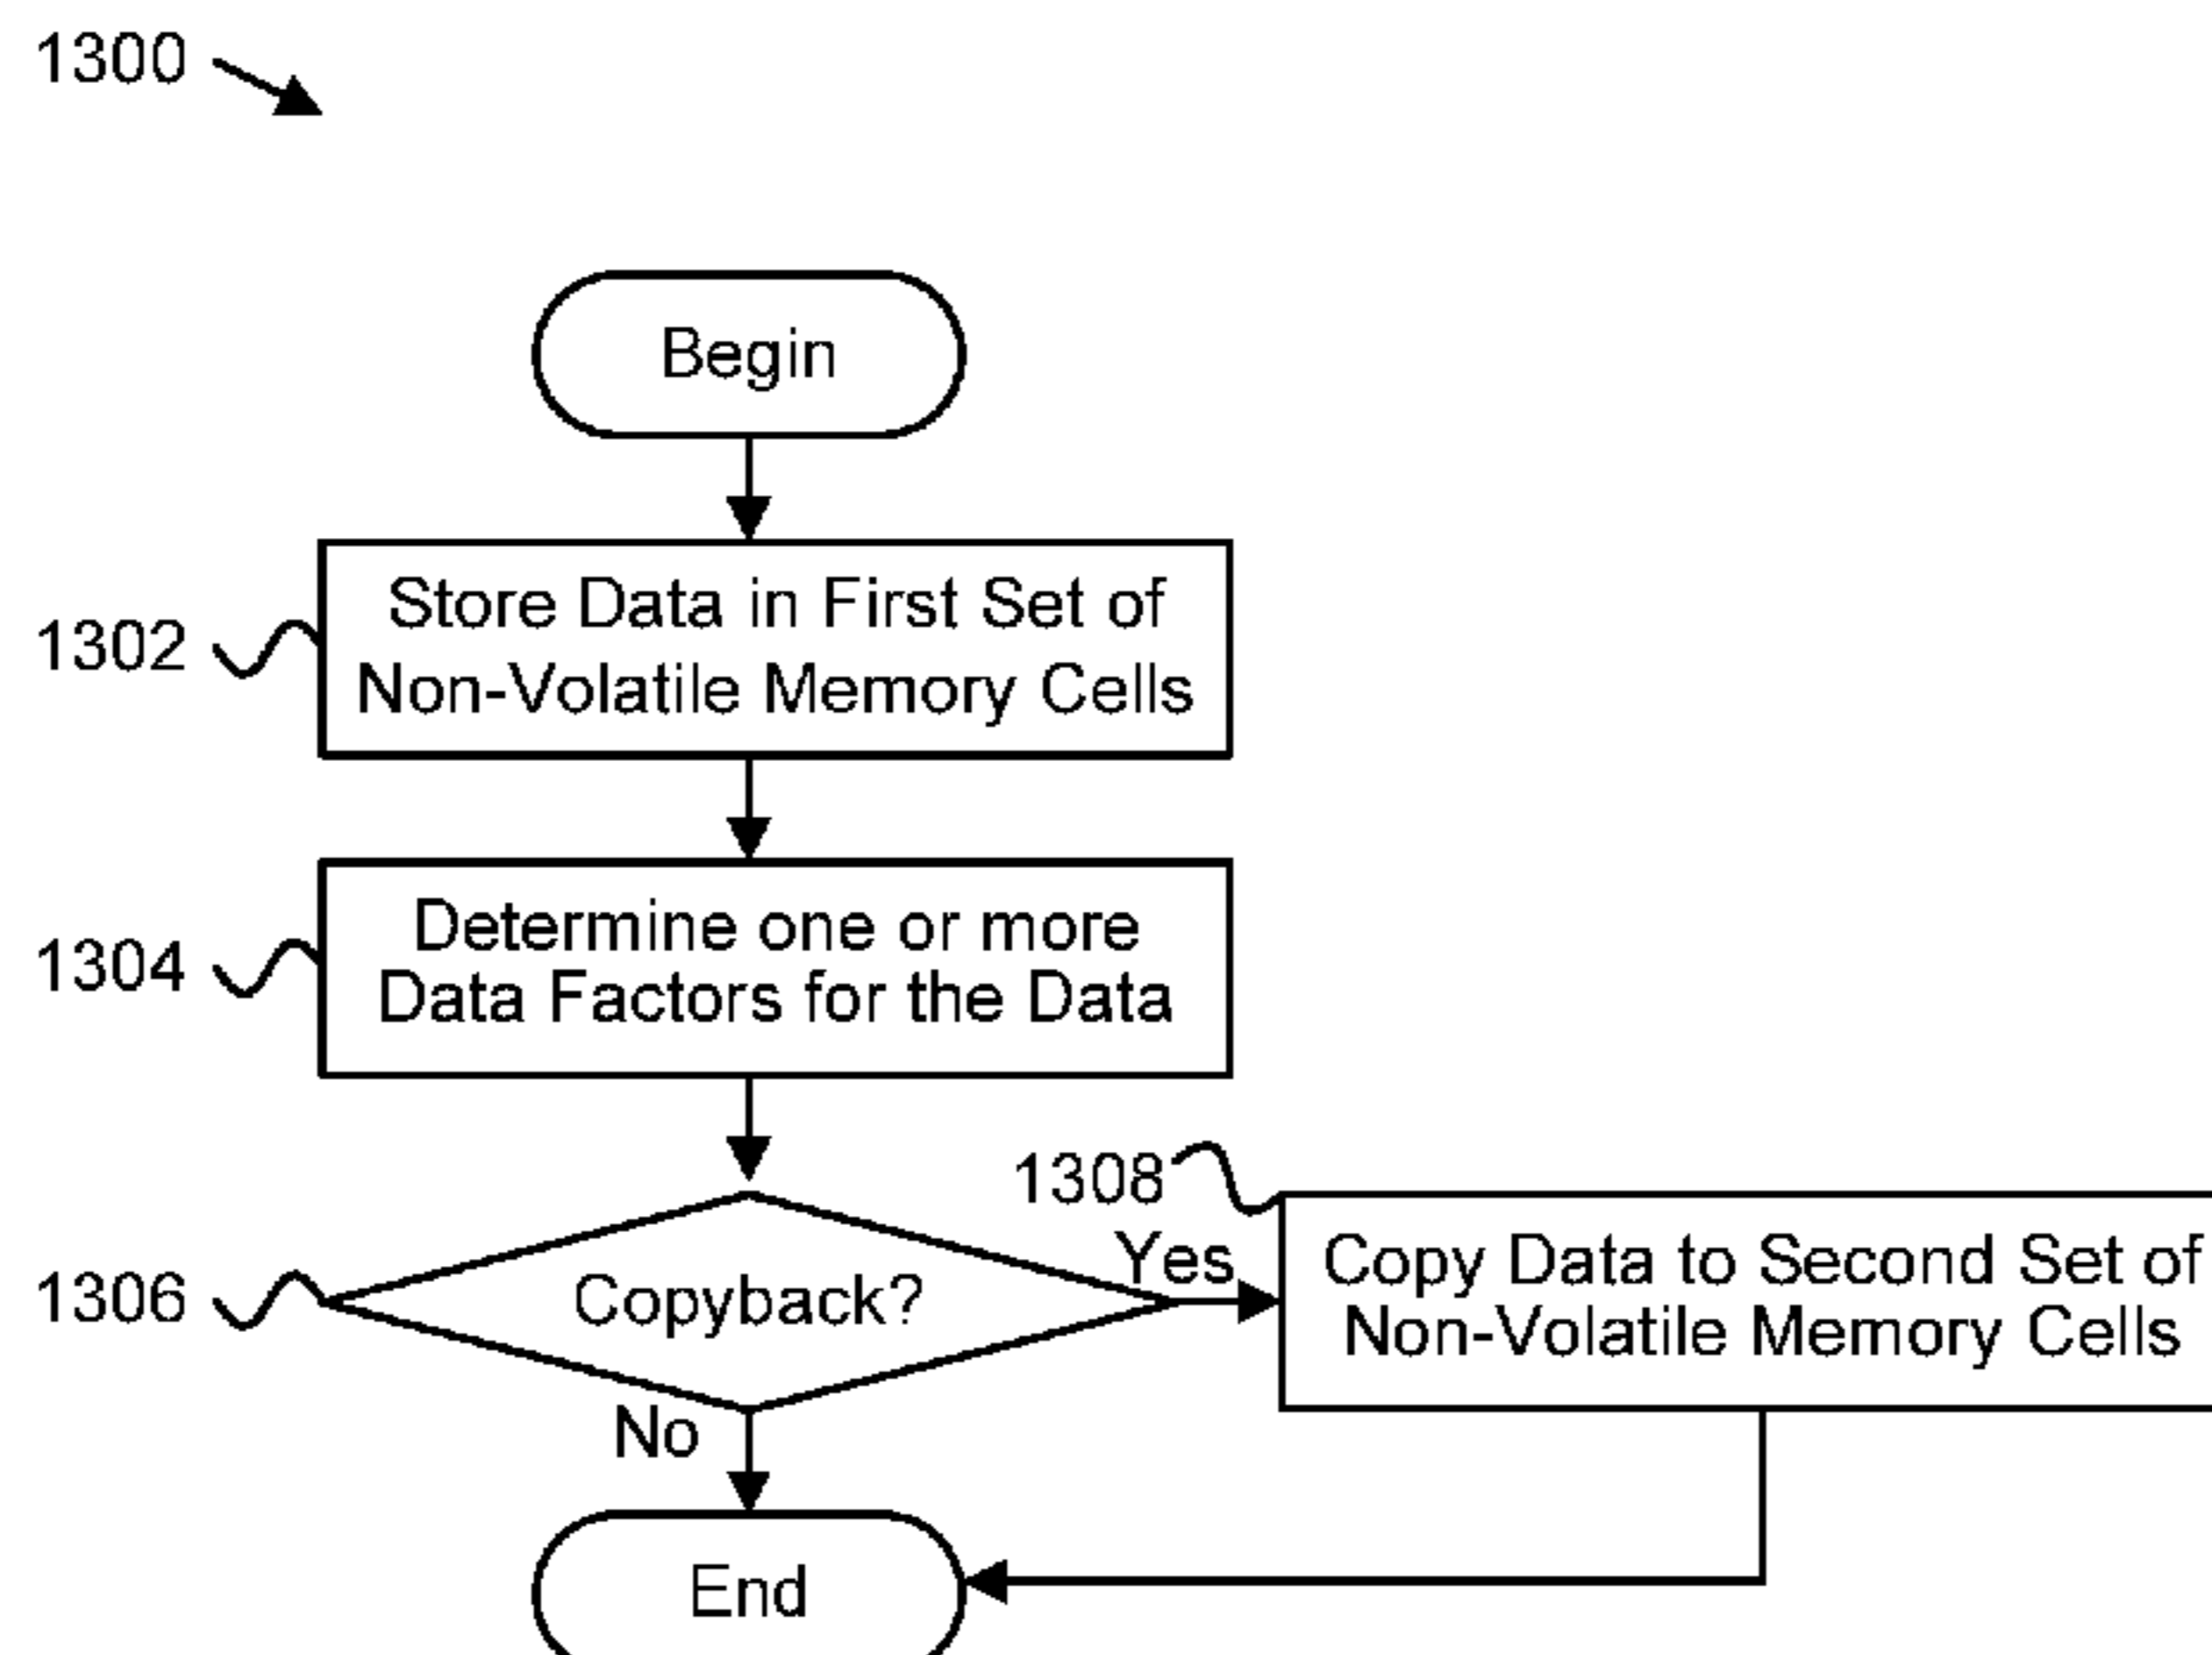 1300
Begin
1302
Store Data in First Set of
Non-Volatile Memory Cells
1304
Determine one or more
Data Factors for the Data
1306
Copyback?
Yes
1308
Copy Data to Second Set of
Non-Volatile Memory Cells
No
End